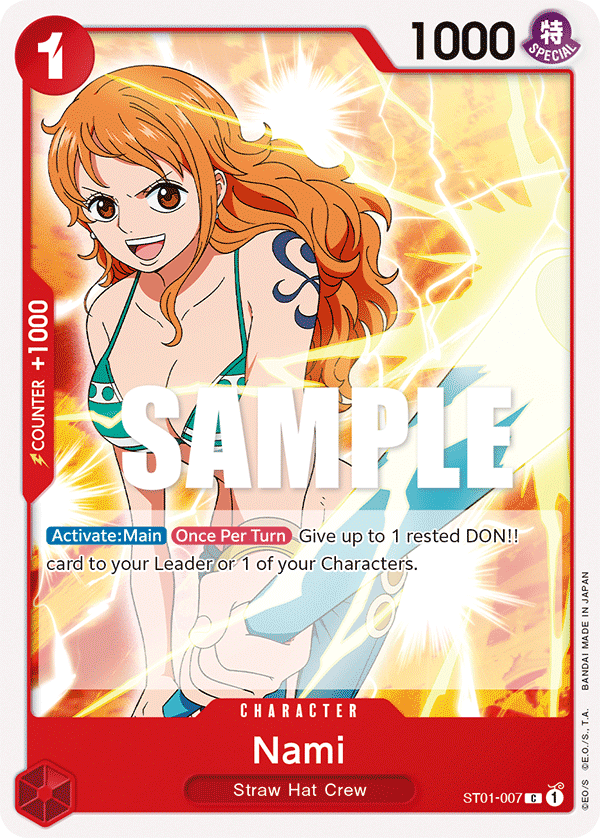 1
1000
特
SPECIAL
COUNTER +1000
SAMPLE
Activate:Main Once Per Turn Give up to 1 rested DON!!
card to your Leader or 1 of your Characters.
CHARACTER
Nami
Straw Hat Crew
ST01-007 C 1
©EO/S ©E.O./S., T.A. BANDAI MADE IN JAPAN